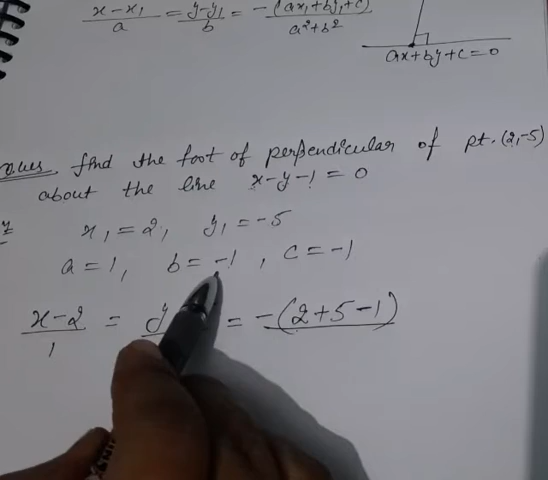 x-x₁/a = y-y₁/b = -(ax₁+by₁+c)/a²+b²
ax+by+c=0
Ques. find the foot of perpendicular of pt. (2,-5)
about the line x-y-1=0
x₁=2, y₁=-5
a=1, b=-1, c=-1
x-2/1 = y = -(2+5-1)